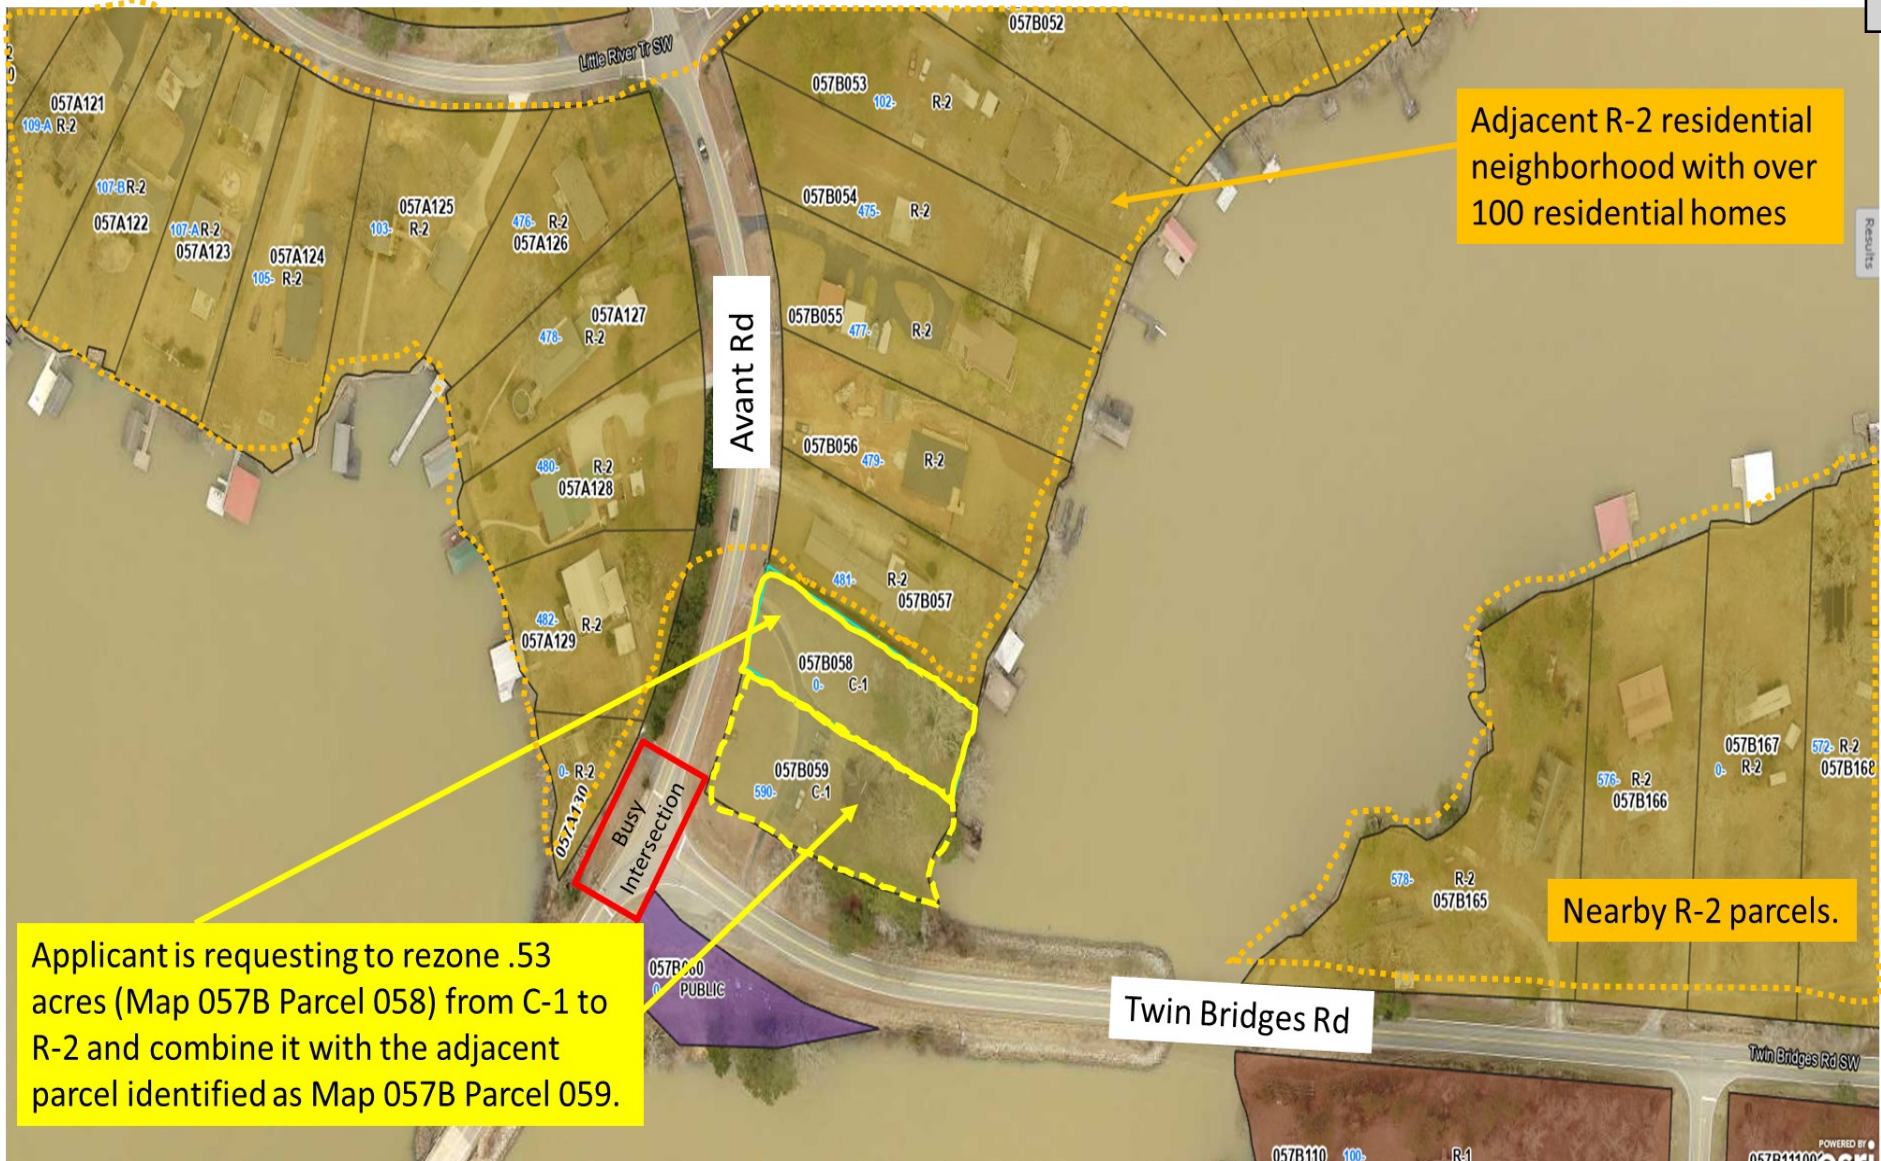 057B052
Little River Tr SW
057A121
109-A R-2
057B053
102- R-2
Adjacent R-2 residential
neighborhood with over
100 residential homes
107-B R-2
057A122
107-A R-2
057A123
057A124
105- R-2
057A125
103- R-2
476- R-2
057A126
057B054
475- R-2
Results
057A127
478- R-2
Avant Rd
057B055
477- R-2
057B056
479- R-2
480- R-2
057A128
481- R-2
057B057
482- R-2
057A129
057B058
0- C-1
0- R-2
057A130
Busy
Intersection
057B059
590- C-1
057B167
0- R-2
572- R-2
057B168
576- R-2
057B166
578- R-2
057B165
Nearby R-2 parcels.
Applicant is requesting to rezone .53
acres (Map 057B Parcel 058) from C-1 to
R-2 and combine it with the adjacent
parcel identified as Map 057B Parcel 059.
057B060
0- PUBLIC
Twin Bridges Rd
Twin Bridges Rd SW
057B110 100- R-1
POWERED BY
esri